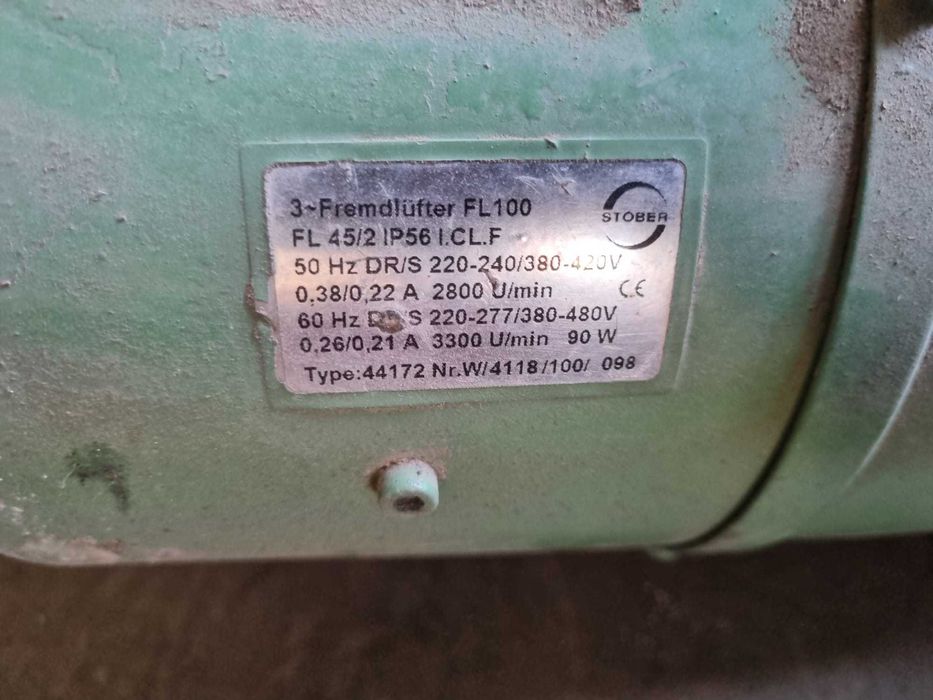 3~Fremdlüfter FL100
STÖBER
FL 45/2 IP56 I.CL.F
50 Hz DR/S 220-240/380-420V
0,38/0,22 A 2800 U/min CE
60 Hz DR/S 220-277/380-480V
0,26/0,21 A 3300 U/min 90 W
Type:44172 Nr.W/4118/100/ 098